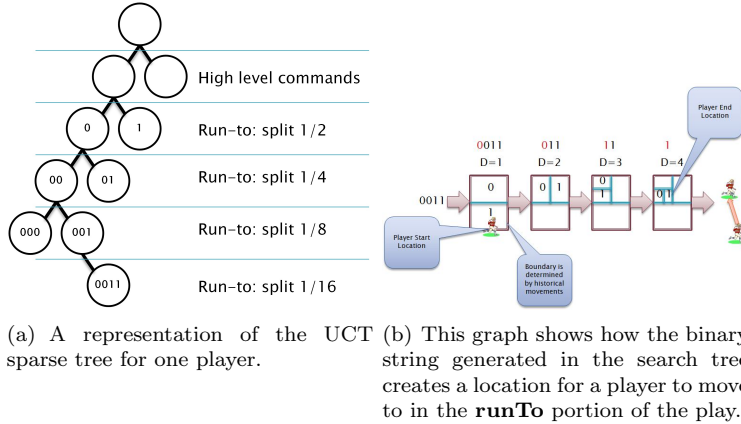 High level commands
0 1 Run-to: split 1/2
00 01 Run-to: split 1/4
000 001 Run-to: split 1/8
0011 Run-to: split 1/16
(a) A representation of the UCT
sparse tree for one player.
Player End
Location
0011 011 11 1
D=1 D=2 D=3 D=4
0 0 1 0 0 1
0011
1 1
Player Start
Location
Boundary is
determined
by historical
movements
(b) This graph shows how the binary
string generated in the search tree
creates a location for a player to move
to in the runTo portion of the play.